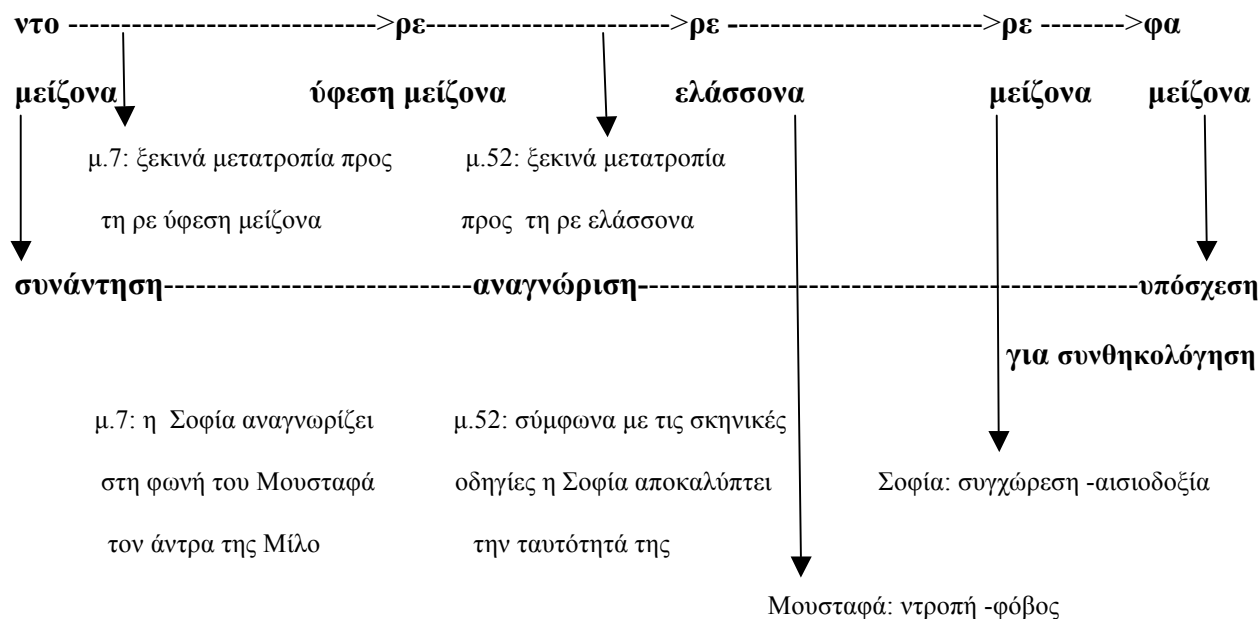 ντο ----------------------------->ρε------------------------->ρε ------------------------->ρε -------->φα
μείζονα ύφεση μείζονα ελάσσονα μείζονα μείζονα
μ.7: ξεκινά μετατροπία προς μ.52: ξεκινά μετατροπία
τη ρε ύφεση μείζονα προς τη ρε ελάσσονα
συνάντηση-----------------------------αναγνώριση-----------------------------------------------υπόσχεση
για συνθηκολόγηση
μ.7: η Σοφία αναγνωρίζει μ.52: σύμφωνα με τις σκηνικές
στη φωνή του Μουσταφά οδηγίες η Σοφία αποκαλύπτει Σοφία: συγχώρεση -αισιοδοξία
τον άντρα της Μίλο την ταυτότητά της
Μουσταφά: ντροπή -φόβος